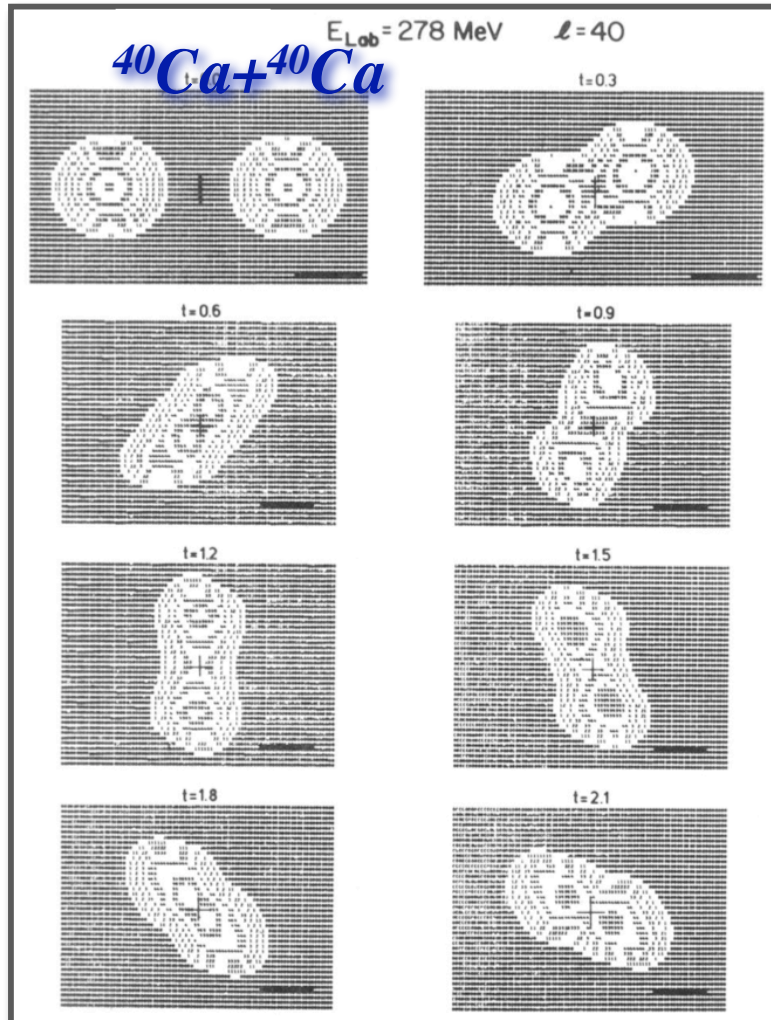 E_Lab = 278 MeV ℓ = 40
⁴⁰Ca+⁴⁰Ca
t=0.3
t=0.6 t=0.9
t=1.2 t=1.5
t=1.8 t=2.1